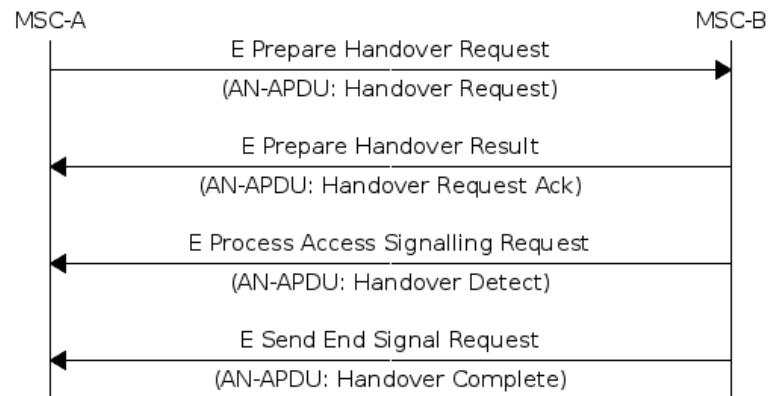 MSC-A MSC-B
E Prepare Handover Request
(AN-APDU: Handover Request)
E Prepare Handover Result
(AN-APDU: Handover Request Ack)
E Process Access Signalling Request
(AN-APDU: Handover Detect)
E Send End Signal Request
(AN-APDU: Handover Complete)